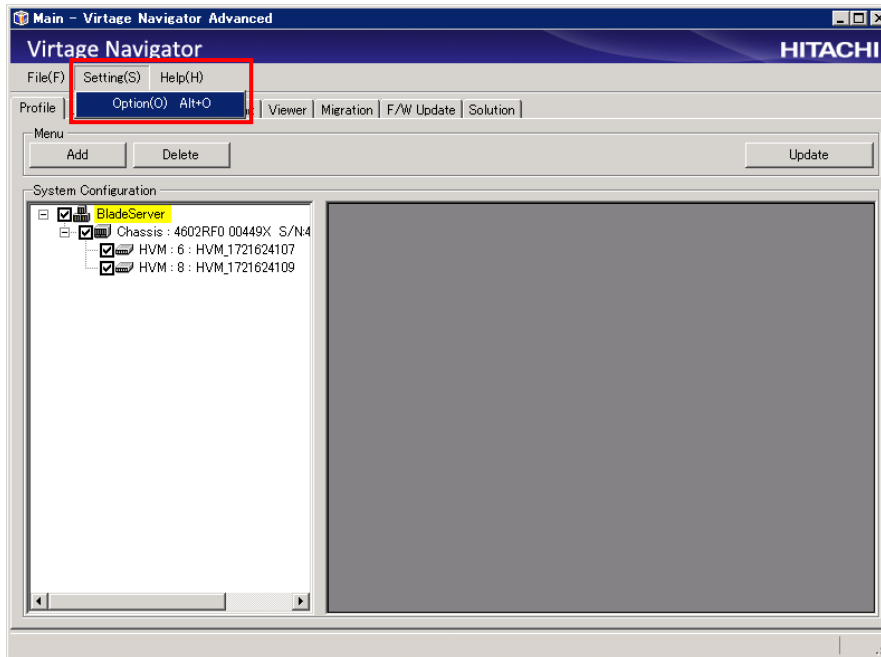 Main - Virtage Navigator Advanced
Virtage Navigator
HITACHI
File(F) Setting(S) Help(H)
Option(O) Alt+O
Profile Viewer Migration F/W Update Solution
Menu
Add Delete Update
System Configuration
BladeServer
Chassis : 4602RF0 00449X S/N:4
HVM : 6 : HVM_1721624107
HVM : 8 : HVM_1721624109